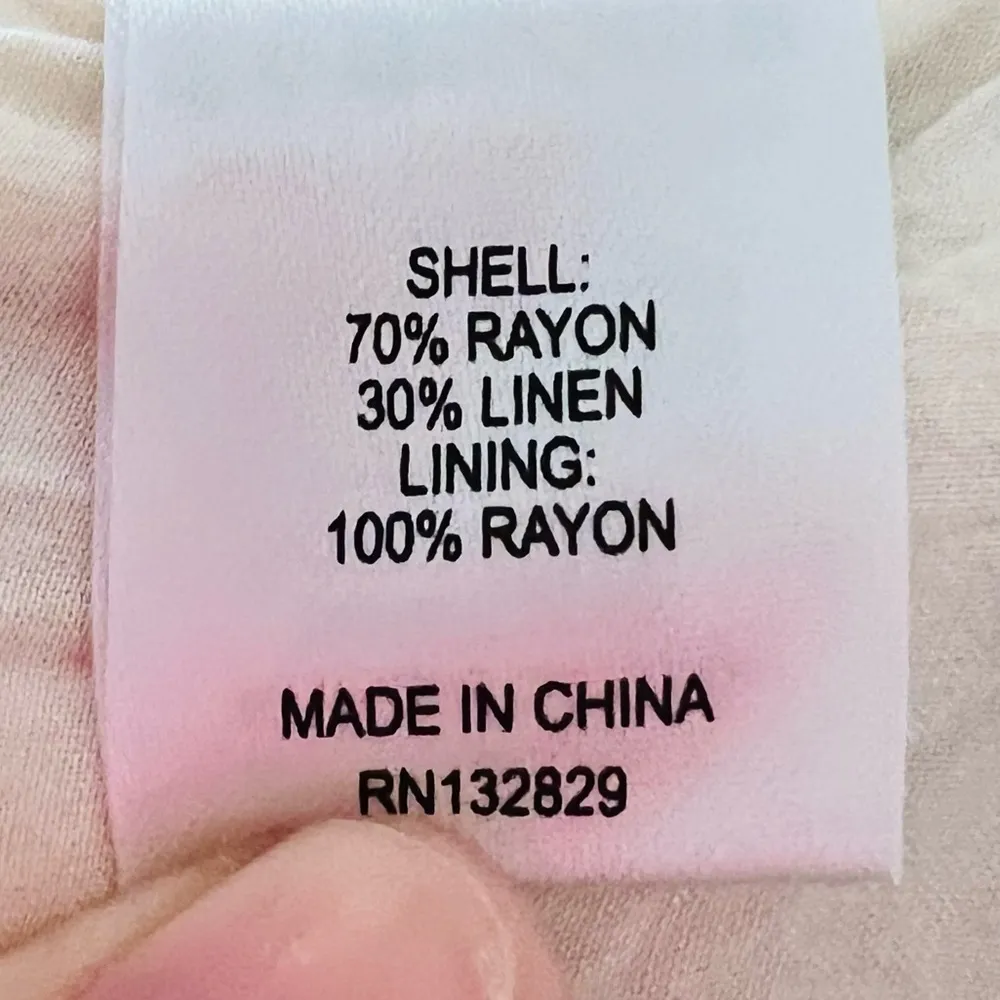 SHELL:
70% RAYON
30% LINEN
LINING:
100% RAYON
MADE IN CHINA
RN132829